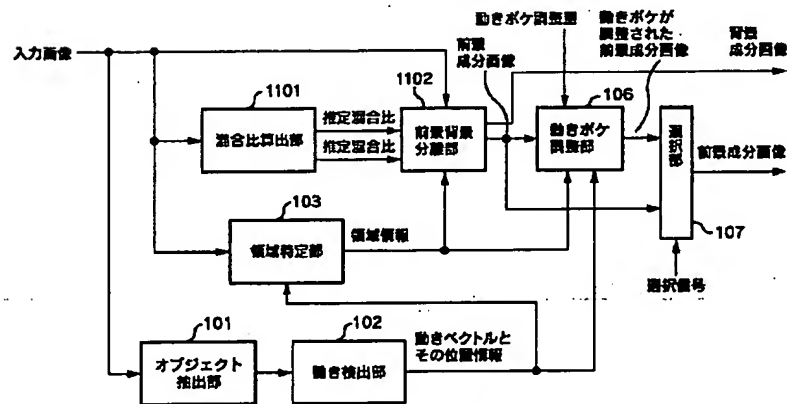 動きボケ調整量
動きボケが
調整された
前景成分画像
背景
成分画像
入力画像
前景
成分画像
1101
混合比算出部
推定混合比
推定混合比
1102
前景背景
分離部
106
動きボケ
調整部
選択部
前景成分画像
107
選択信号
103
領域特定部
領域情報
101
オブジェクト
抽出部
102
動き検出部
動きベクトルと
その位置情報